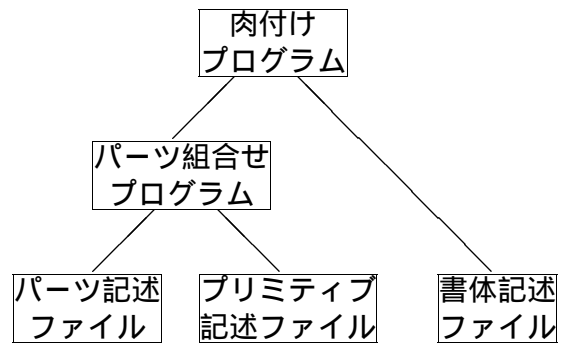 肉付け
プログラム
パーツ組合せ
プログラム
パーツ記述
ファイル
プリミティブ
記述ファイル
書体記述
ファイル